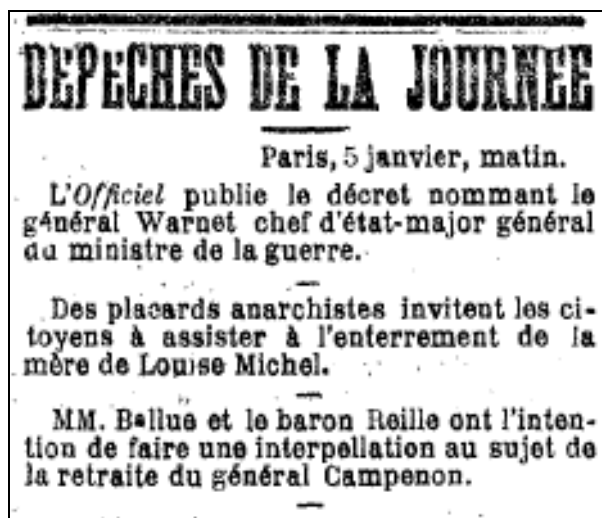 DEPECHES DE LA JOURNEE
Paris, 5 janvier, matin.
L'Officiel publie le décret nommant le
général Warnet chef d'état-major général
du ministre de la guerre.
Des placards anarchistes invitent les ci-
toyens à assister à l'enterrement de la
mère de Louise Michel.
MM. Ballue et le baron Reille ont l'inten-
tion de faire une interpellation au sujet de
la retraite du général Campenon.